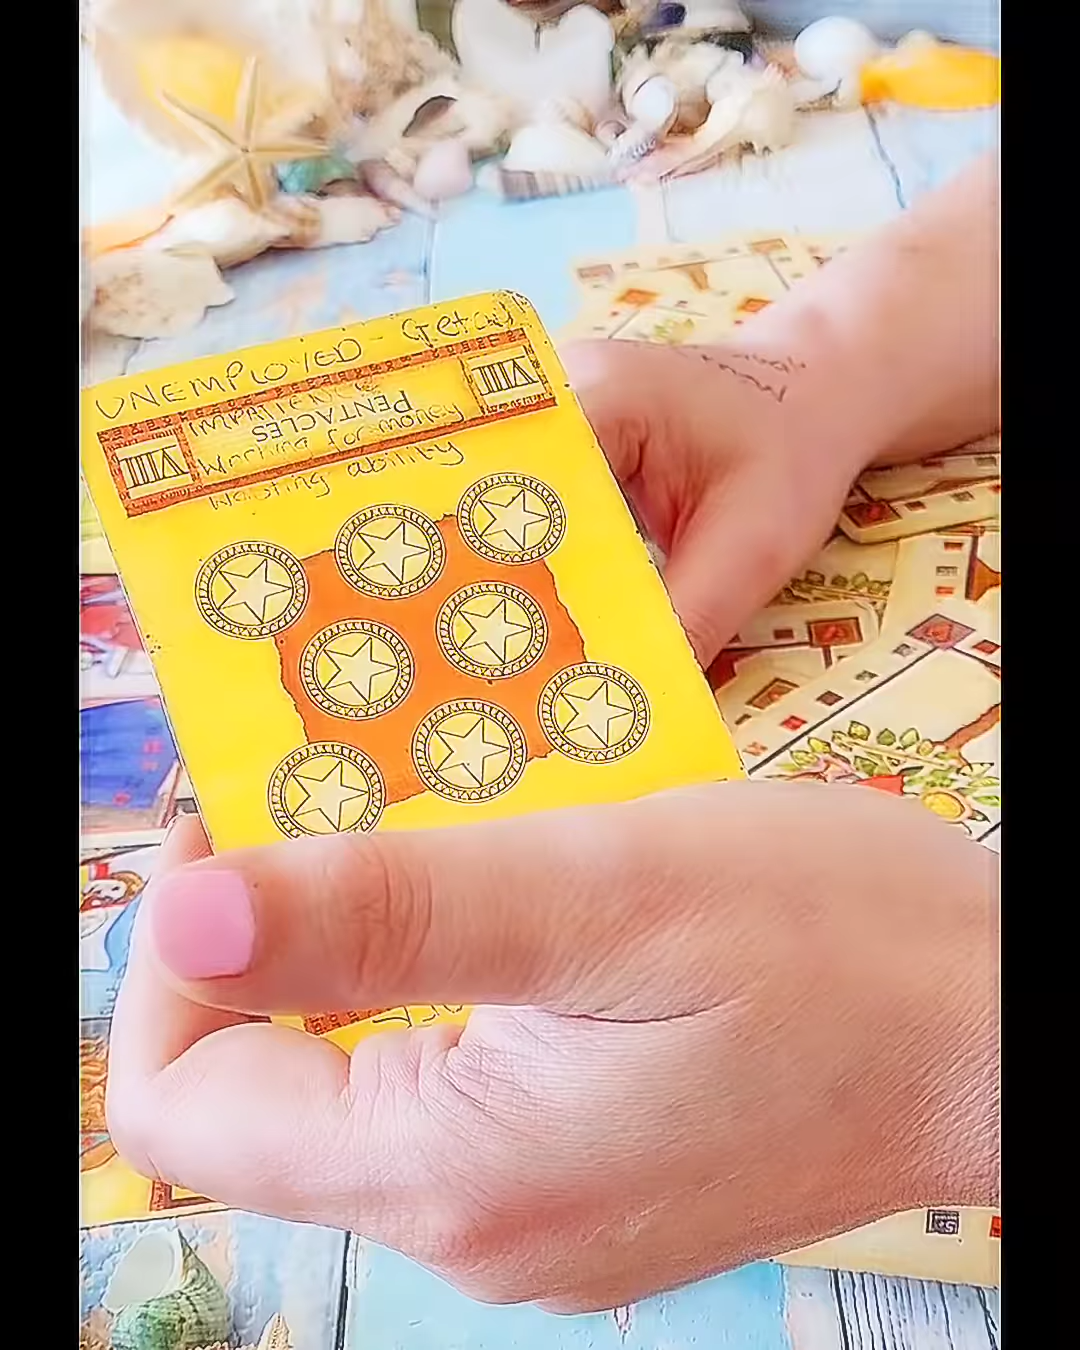 UNEMPLOYED - Get a
IMPATIENCE
VIII PENTACLES VIII
Working for money
Wasting ability